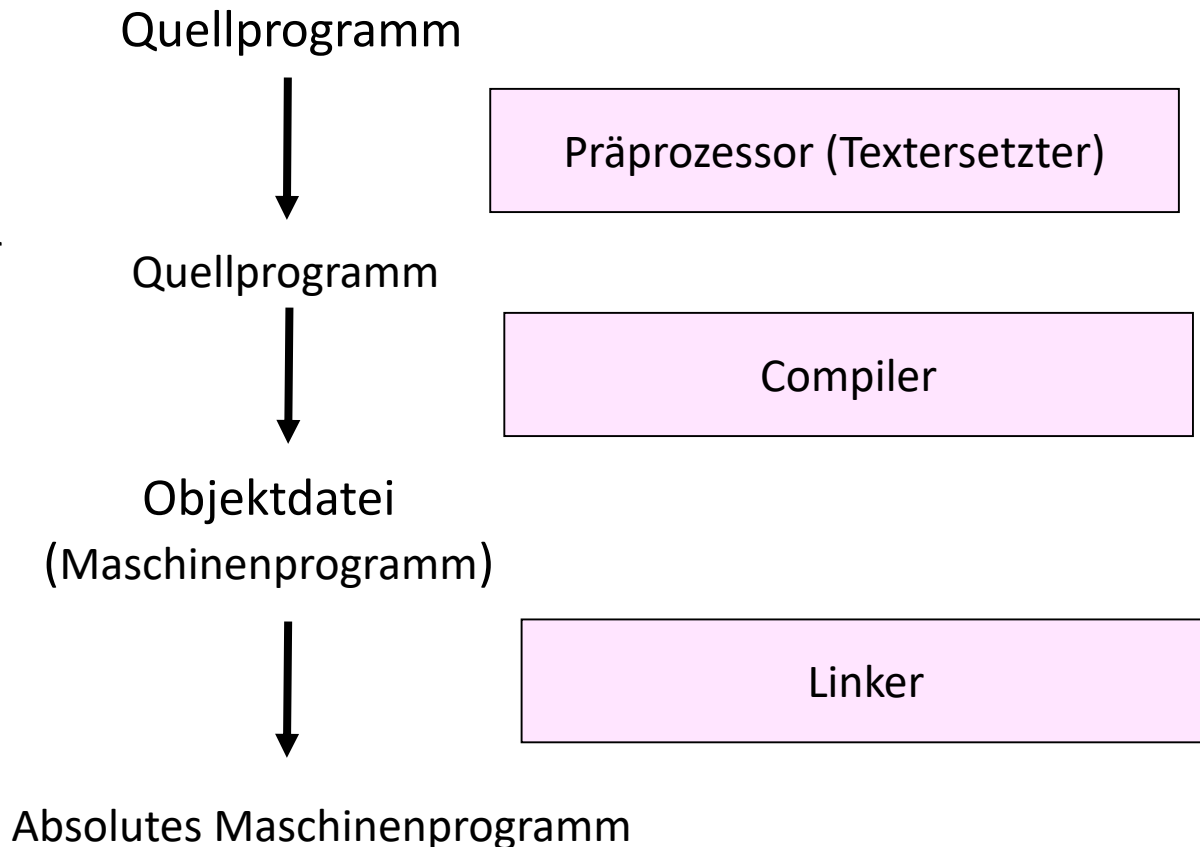 Quellprogramm
Präprozessor (Textersetzter)
Quellprogramm
Compiler
Objektdatei
(Maschinenprogramm)
Linker
Absolutes Maschinenprogramm